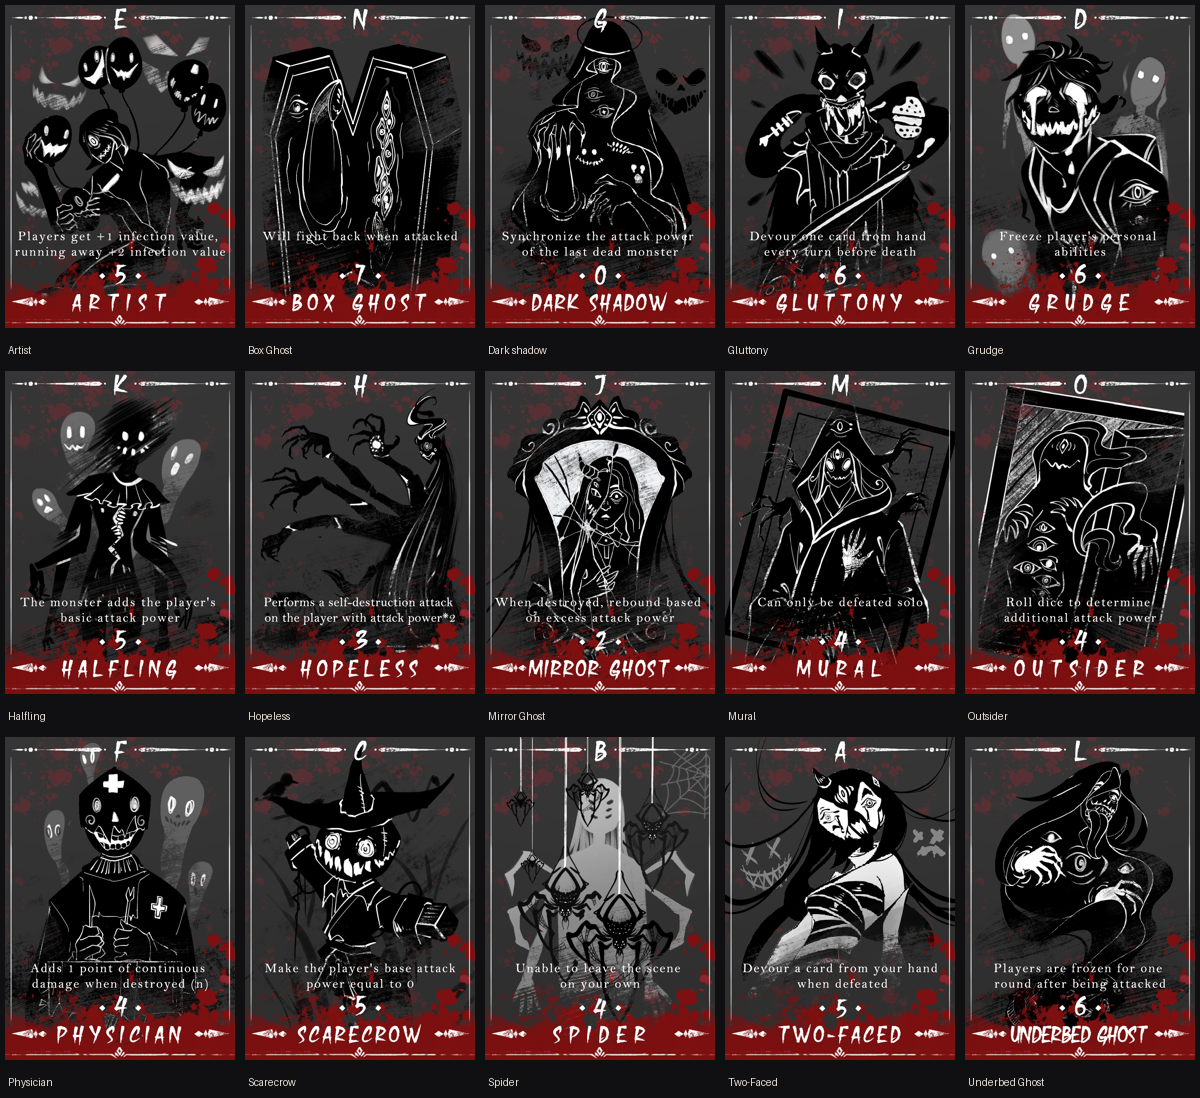 E
Players get +1 infection value,
running away +2 infection value
5
ARTIST
Artist
N
Will fight back when attacked
7
BOX GHOST
Box Ghost
G
Synchronize the attack power
of the last dead monster
0
DARK SHADOW
Dark shadow
I
Devour one card from hand
every turn before death
6
GLUTTONY
Gluttony
D
Freeze player's personal
abilities
6
GRUDGE
Grudge
K
The monster adds the player's
basic attack power
5
HALFLING
Halfling
H
Performs a self-destruction attack
on the player with attack power*2
3
HOPELESS
Hopeless
J
When destroyed, rebound based
on excess attack power
2
MIRROR GHOST
Mirror Ghost
M
Can only be defeated solo
4
MURAL
Mural
O
Roll dice to determine
additional attack power
4
OUTSIDER
Outsider
F
Adds 1 point of continuous
damage when destroyed (n)
4
PHYSICIAN
Physician
C
Make the player's base attack
power equal to 0
5
SCARECROW
Scarecrow
B
Unable to leave the scene
on your own
4
SPIDER
Spider
A
Devour a card from your hand
when defeated
5
TWO-FACED
Two-Faced
L
Players are frozen for one
round after being attacked
6
UNDERBED GHOST
Underbed Ghost